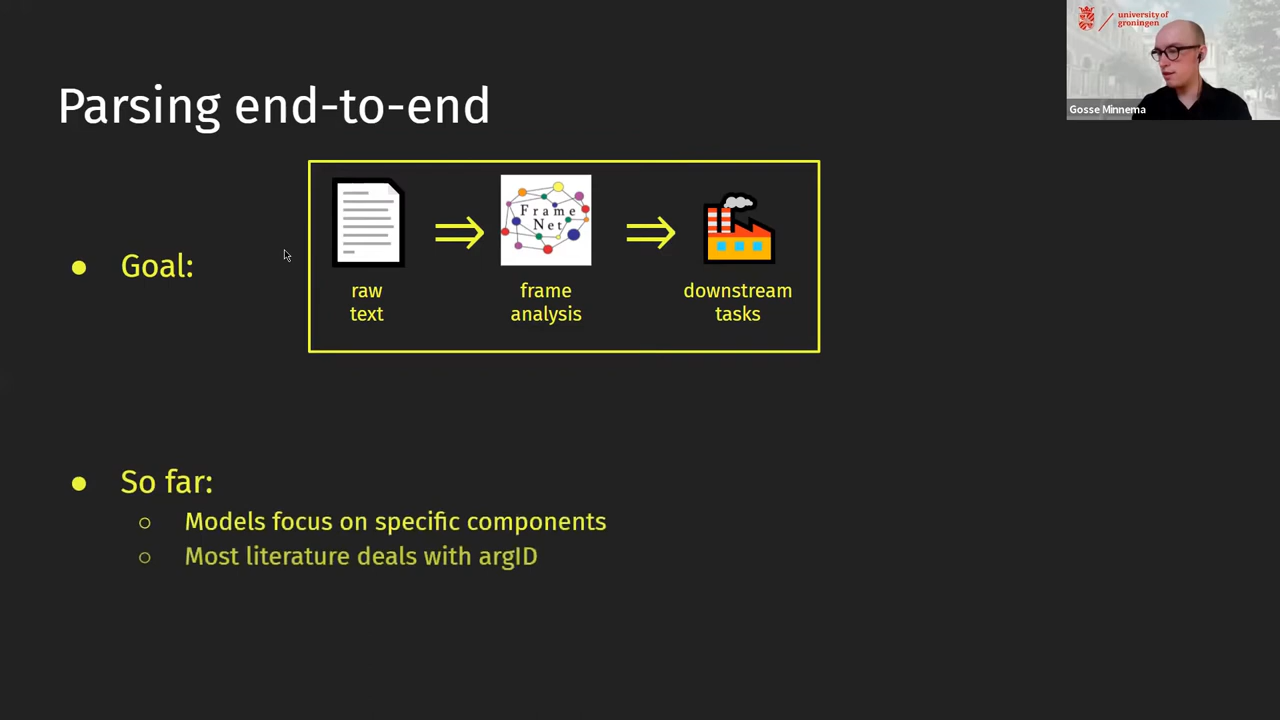 university of
groningen
Gosse Minnema
Parsing end-to-end
Goal:
Frame
Net
raw
text
frame
analysis
downstream
tasks
So far:
Models focus on specific components
Most literature deals with argID